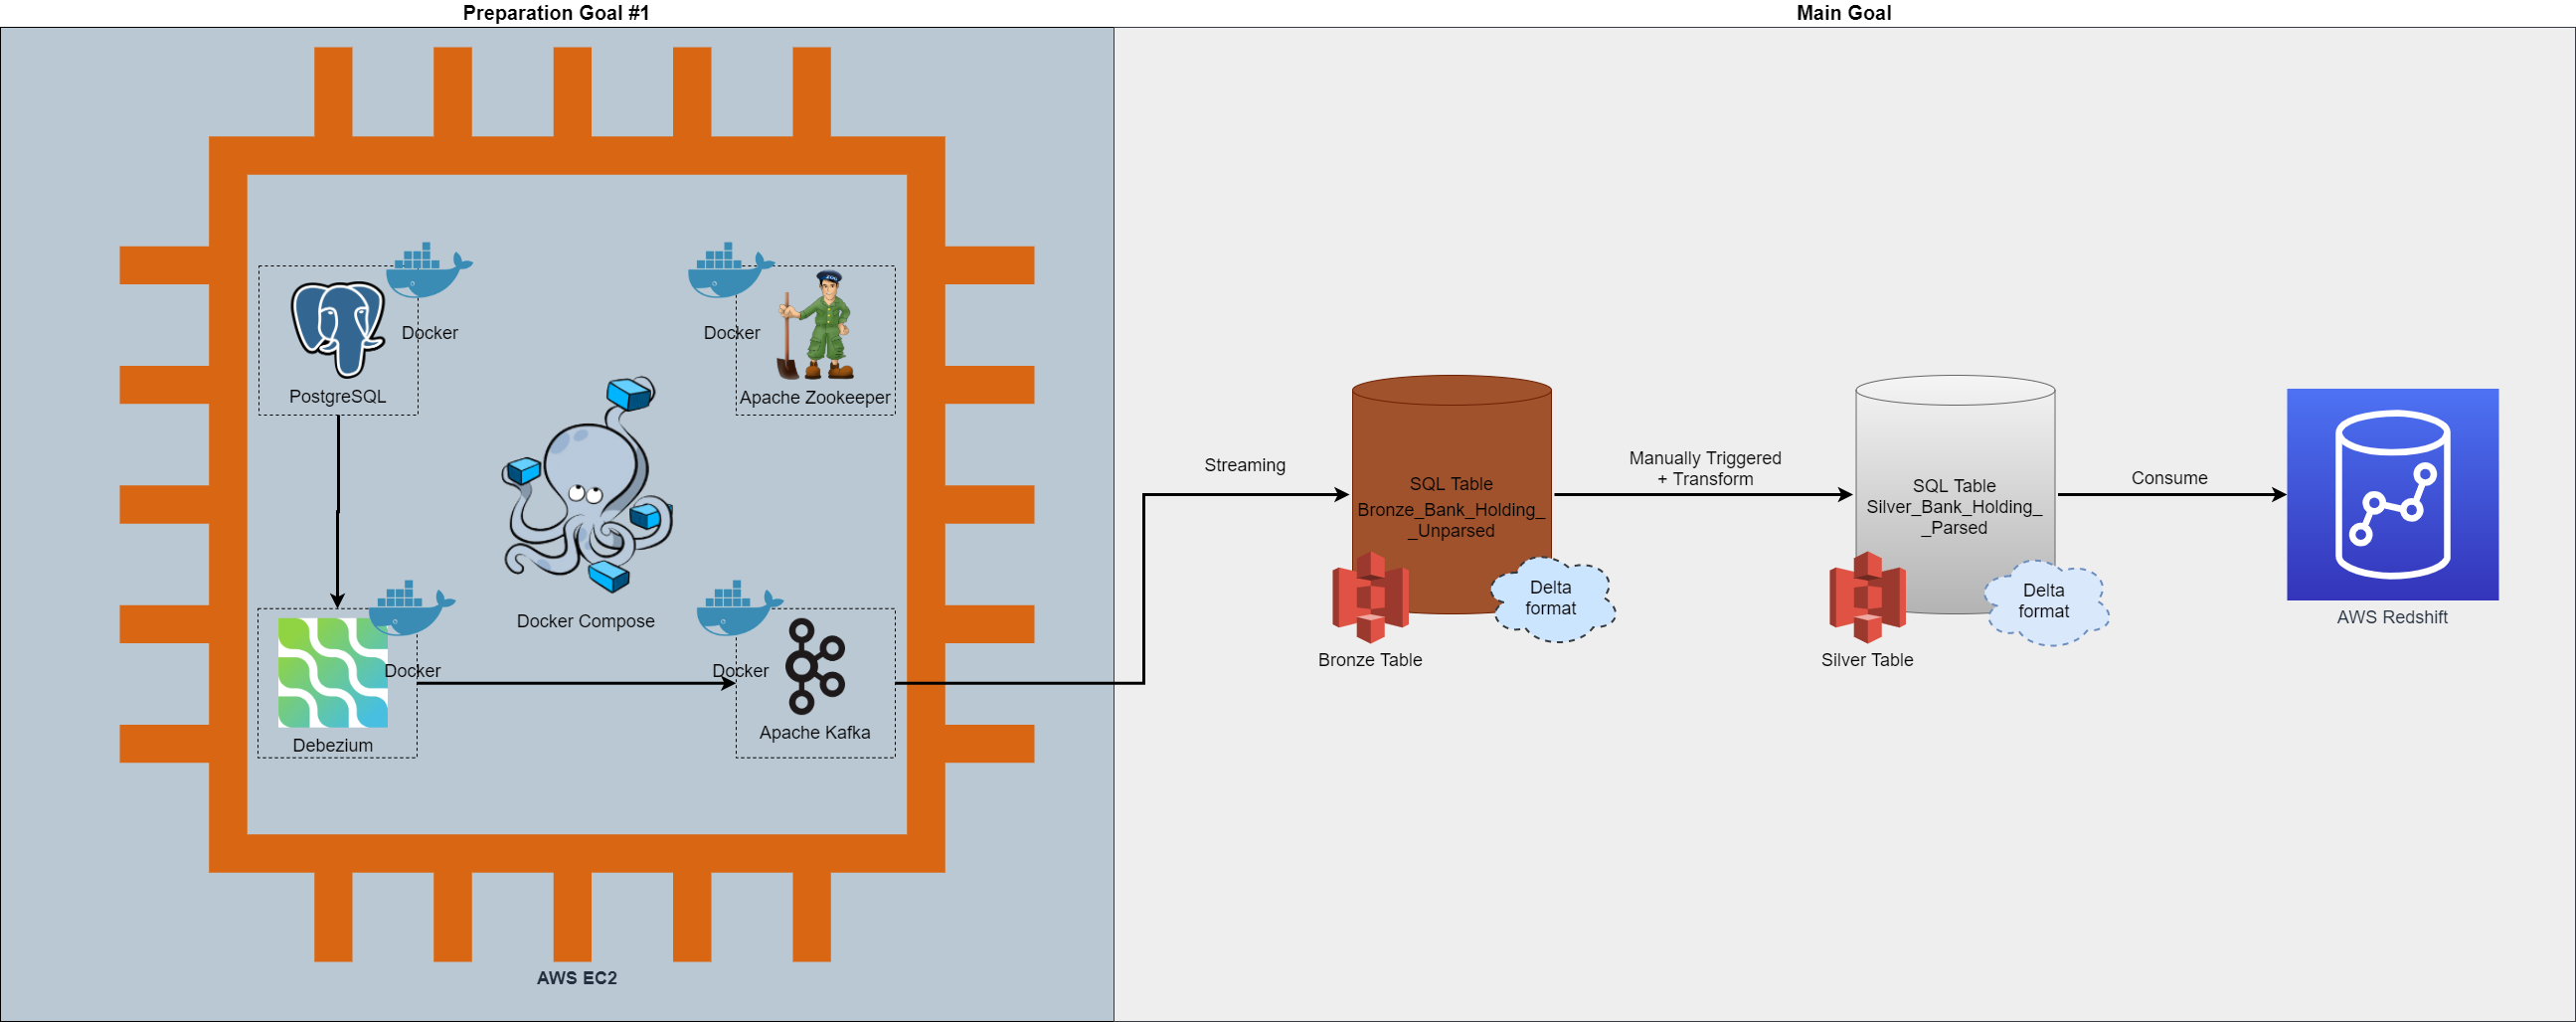 Preparation Goal #1
Main Goal
Docker
PostgreSQL
Docker
Apache Zookeeper
Docker Compose
Docker
Debezium
Docker
Apache Kafka
AWS EC2
Streaming
SQL Table
Bronze_Bank_Holding_
_Unparsed
Delta
format
Bronze Table
Manually Triggered
+ Transform
SQL Table
Silver_Bank_Holding_
_Parsed
Delta
format
Silver Table
Consume
AWS Redshift